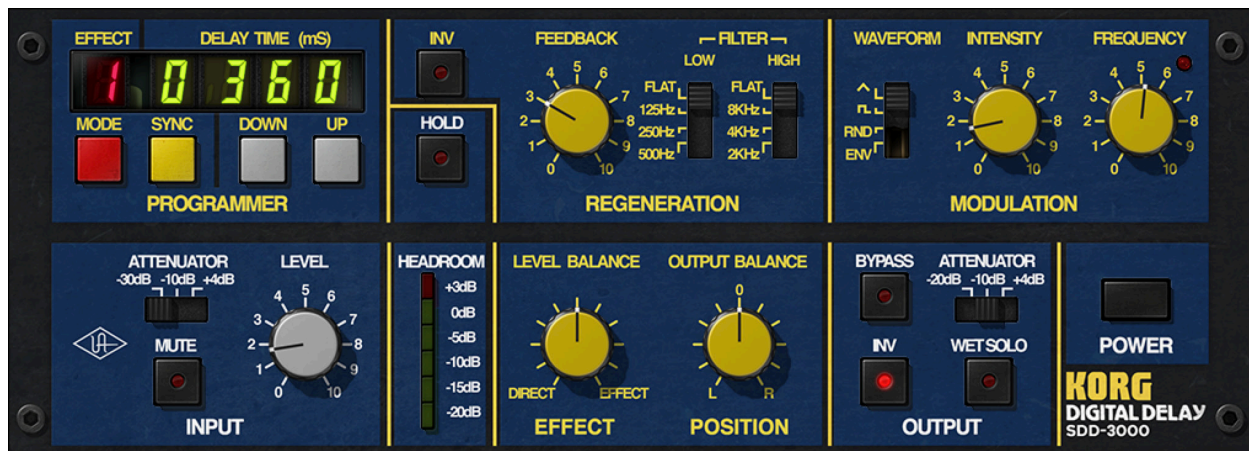 EFFECT DELAY TIME (mS)
1 0360
MODE SYNC DOWN UP
PROGRAMMER
INV
HOLD
FEEDBACK
0 1 2 3 4 5 6 7 8 9 10
FILTER
LOW HIGH
FLAT FLAT
125Hz 8KHz
250Hz 4KHz
500Hz 2KHz
REGENERATION
WAVEFORM INTENSITY FREQUENCY
RND
ENV
0 1 2 3 4 5 6 7 8 9 10
0 1 2 3 4 5 6 7 8 9 10
MODULATION
ATTENUATOR
-30dB -10dB +4dB
LEVEL
0 1 2 3 4 5 6 7 8 9 10
MUTE
UA
INPUT
HEADROOM
+3dB
0dB
-5dB
-10dB
-15dB
-20dB
LEVEL BALANCE
DIRECT EFFECT
EFFECT
OUTPUT BALANCE
0
L R
POSITION
BYPASS ATTENUATOR
-20dB -10dB +4dB
INV WET SOLO
OUTPUT
POWER
KORG
DIGITAL DELAY
SDD-3000